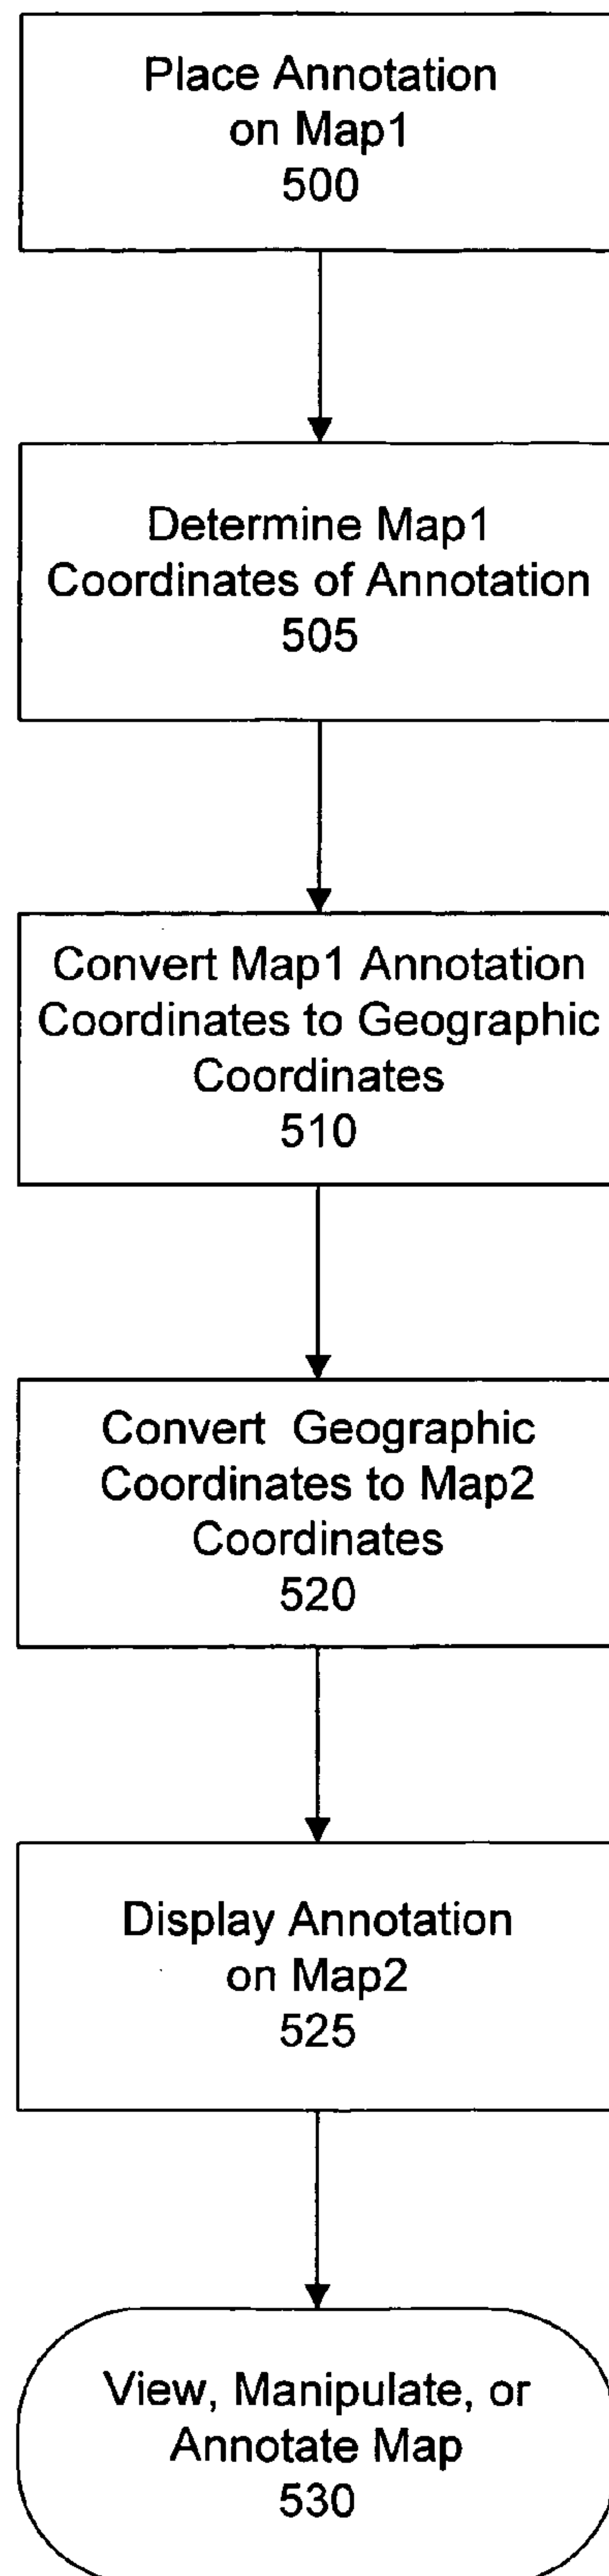 Place Annotation
on Map1
500
Determine Map1
Coordinates of Annotation
505
Convert Map1 Annotation
Coordinates to Geographic
Coordinates
510
Convert Geographic
Coordinates to Map2
Coordinates
520
Display Annotation
on Map2
525
View, Manipulate, or
Annotate Map
530